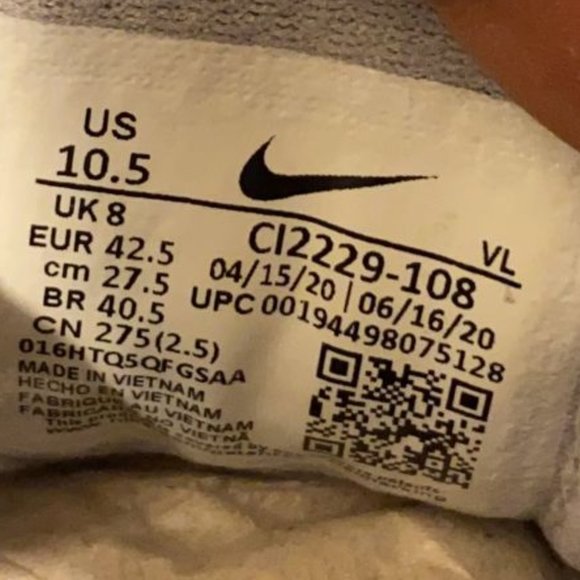 US
10.5
UK 8
EUR 42.5
cm 27.5
BR 40.5
CN 275(2.5)
016HTQ5QFGSAA
MADE IN VIETNAM
HECHO EN VIETNAM
AU VIETNAM
VIETNÃ
VL
CI2229-108
04/15/20 | 06/16/20
UPC 00194498075128